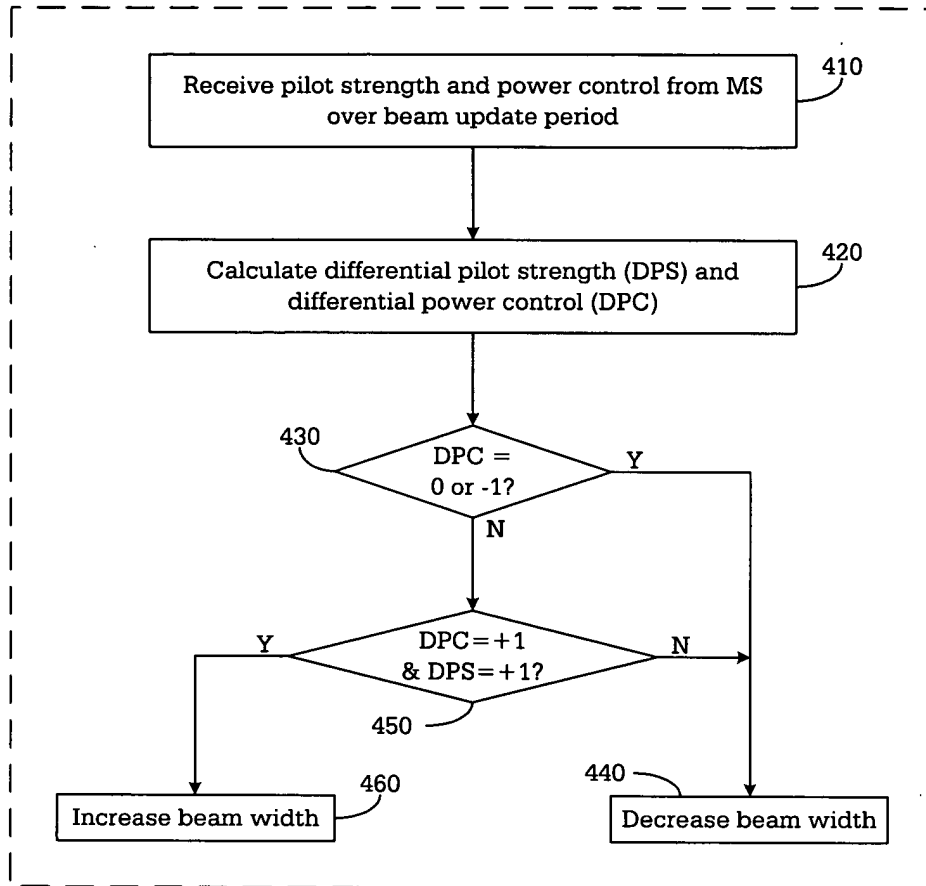 Receive pilot strength and power control from MS
over beam update period
410
Calculate differential pilot strength (DPS) and
differential power control (DPC)
420
430
DPC =
0 or -1?
Y
N
DPC=+1
& DPS=+1?
Y
N
450
460
Increase beam width
440
Decrease beam width